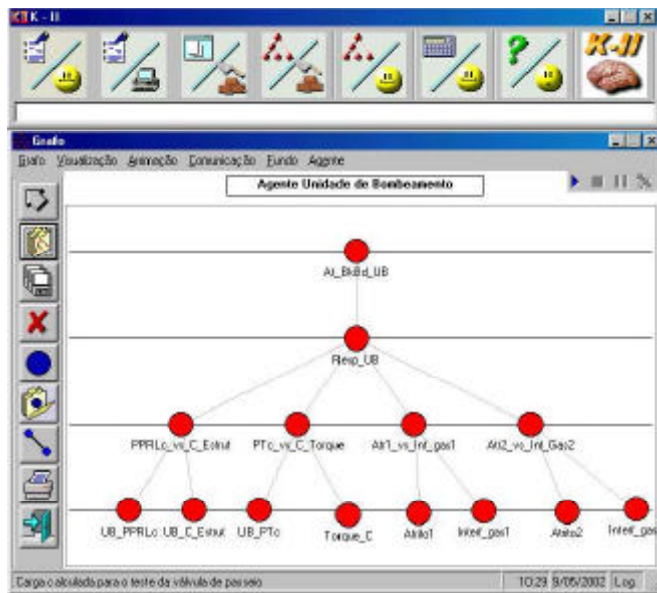 K - II
K-II
Grafo
Grafo Visualização Animação Comunicação Fundo Agente
Agente Unidade de Bombeamento
At_BkBd_UB
Resp_UB
PPRLc_vs_C_Estrut PTc_vs_C_Torque Atr1_vs_Inf_gas1 Atr2_vs_Int_Gas2
UB_PPRLc UB_C_Estrut UB_PTc Torque_C Atrito1 Interf_gas1 Atrito2 Interf_gas
Carga calculada para o teste da válvula de passeio 10:29 9/05/2002 Log.